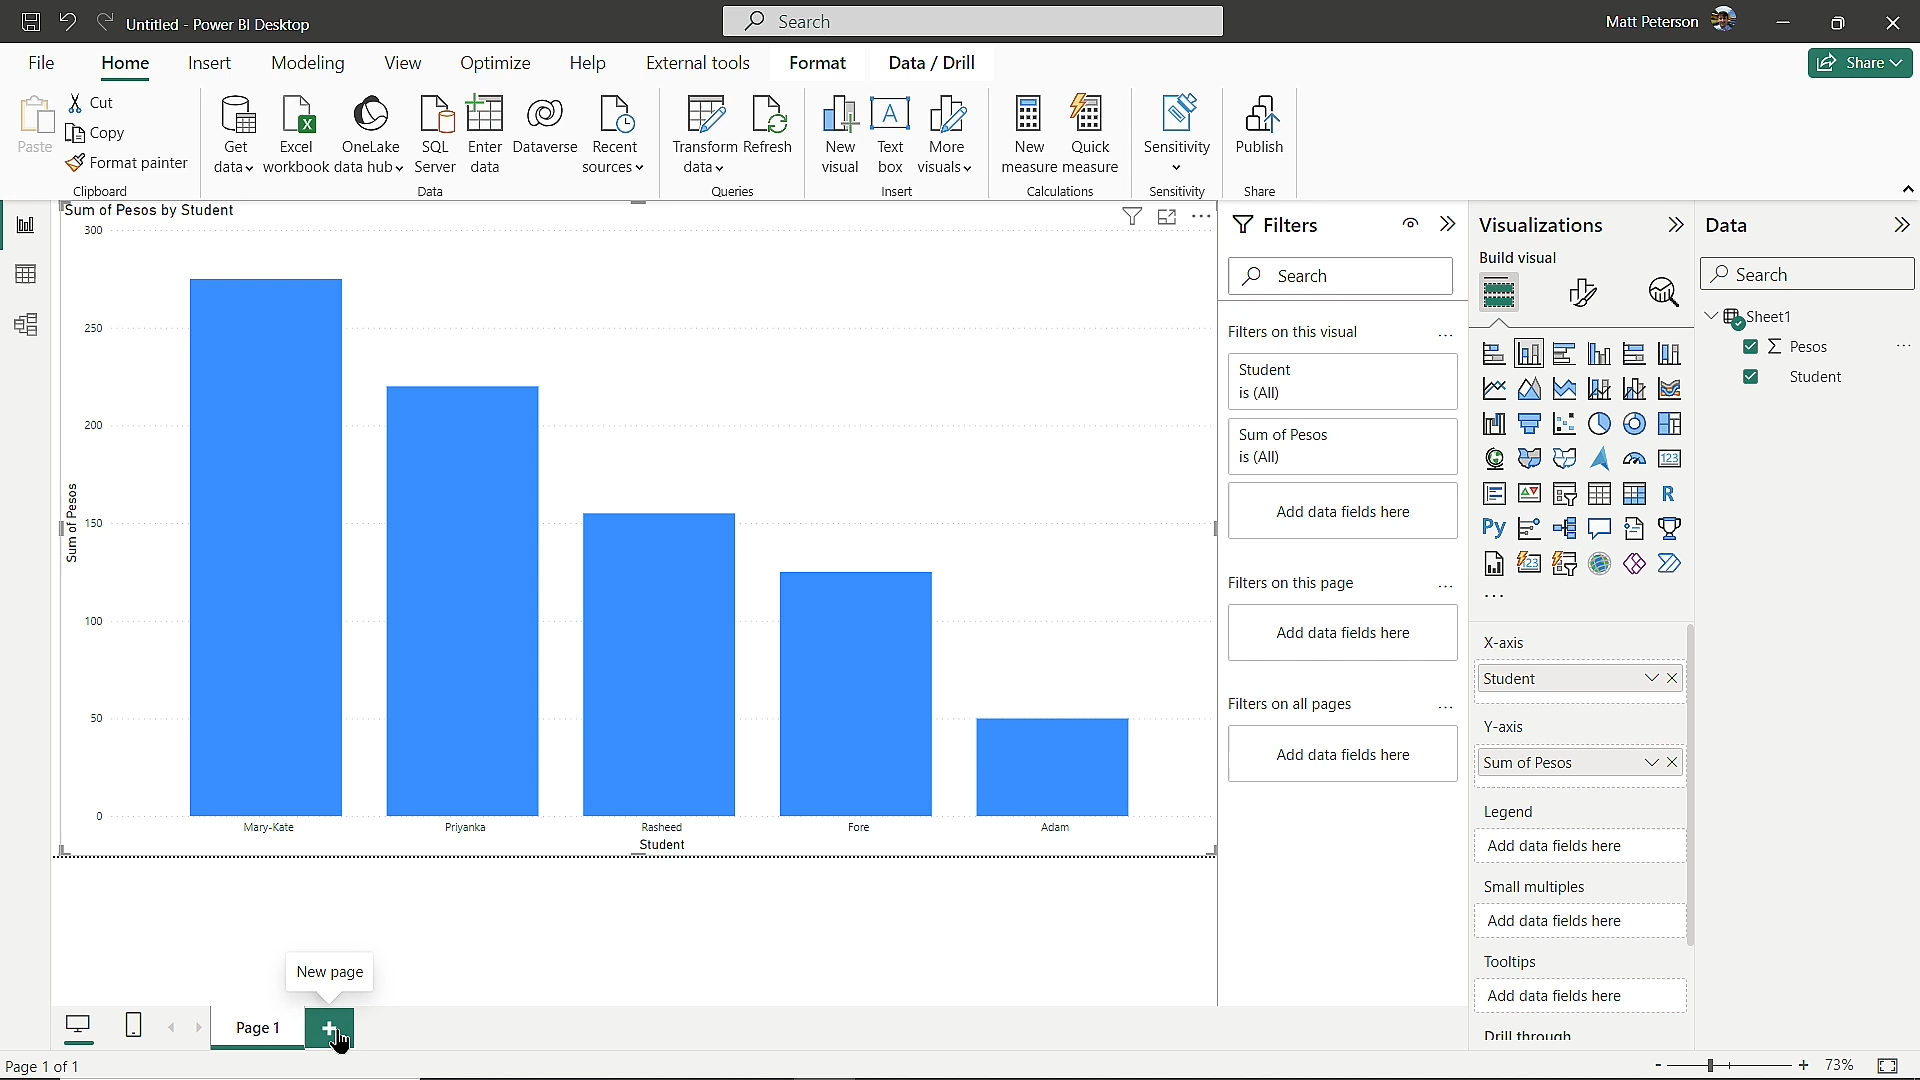 Untitled - Power BI Desktop
Search
Matt Peterson
File
Home
Insert
Modeling
View
Optimize
Help
External tools
Format
Data / Drill
Share
Paste
Cut
Copy
Format painter
Clipboard
Get data
Excel workbook
OneLake data hub
SQL Server
Enter data
Dataverse
Recent sources
Data
Transform data
Refresh
Queries
New visual
Text box
More visuals
Insert
New measure
Quick measure
Calculations
Sensitivity
Sensitivity
Publish
Share
Sum of Pesos by Student
300
250
200
150
100
50
0
Sum of Pesos
Mary-Kate
Priyanka
Rasheed
Fore
Adam
Student
Filters
Search
Filters on this visual
Student
is (All)
Sum of Pesos
is (All)
Add data fields here
Filters on this page
Add data fields here
Filters on all pages
Add data fields here
Visualizations
Build visual
123
R
Py
123
X-axis
Student
Y-axis
Sum of Pesos
Legend
Add data fields here
Small multiples
Add data fields here
Tooltips
Add data fields here
Drill through
Data
Search
Sheet1
Σ Pesos
Student
New page
Page 1
+
Page 1 of 1
- + 73%